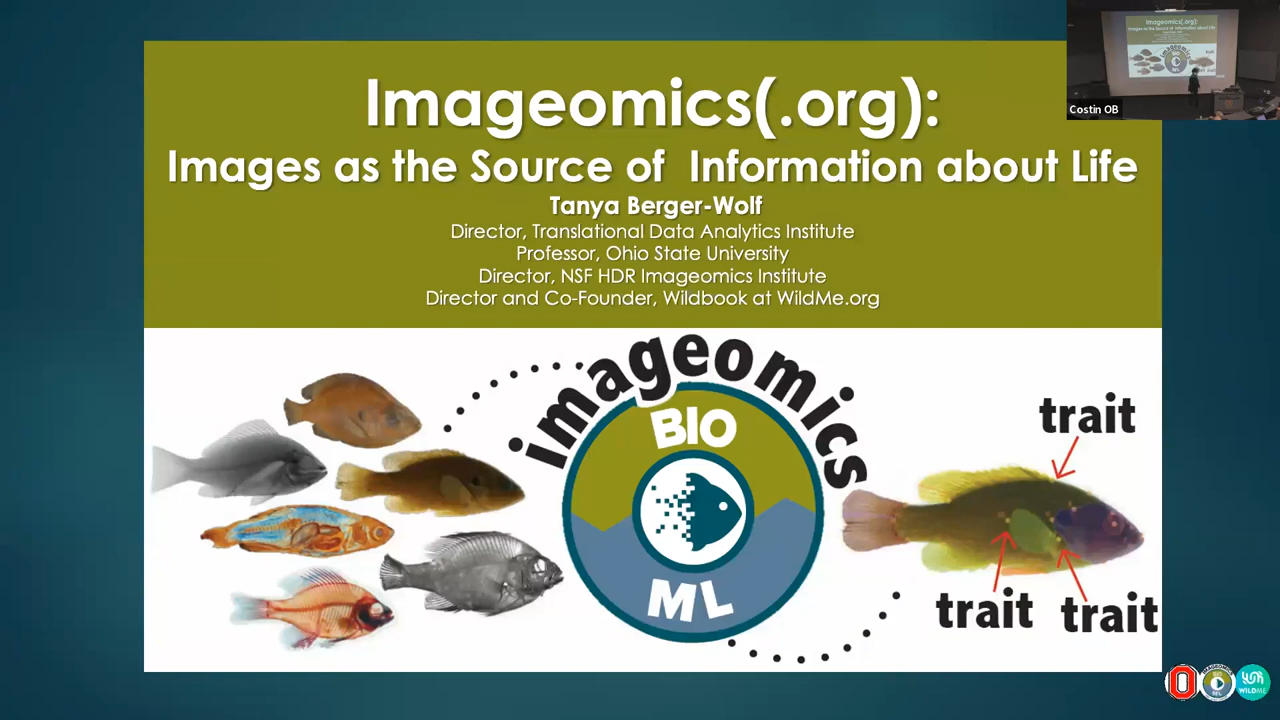 Imageomics(.org):
Images as the Source of Information about Life
Tanya Berger-Wolf
Director, Translational Data Analytics Institute
Professor, Ohio State University
Director, NSF HDR Imageomics Institute
Director and Co-Founder, Wildbook at WildMe.org
Costin OB
imageomics
BIO
ML
trait
trait
trait
WILDME